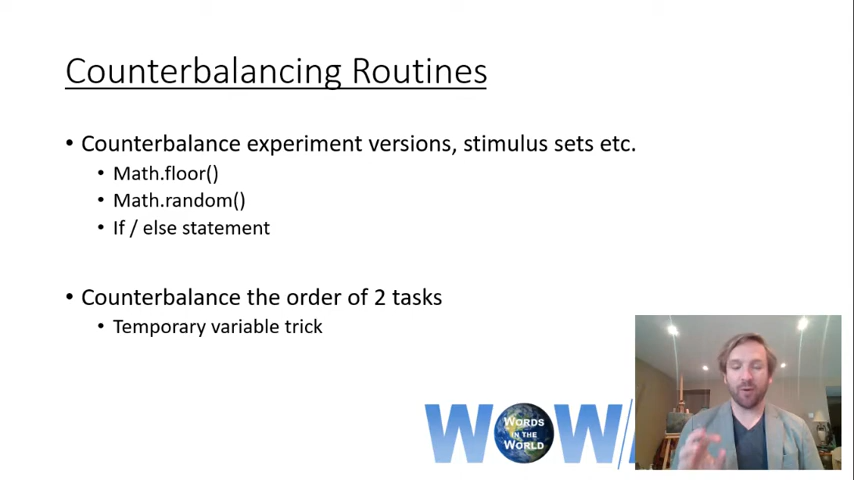 Counterbalancing Routines
• Counterbalance experiment versions, stimulus sets etc.
• Math.floor()
• Math.random()
• If / else statement
• Counterbalance the order of 2 tasks
• Temporary variable trick
WOW/
WORDS
IN THE
WORLD